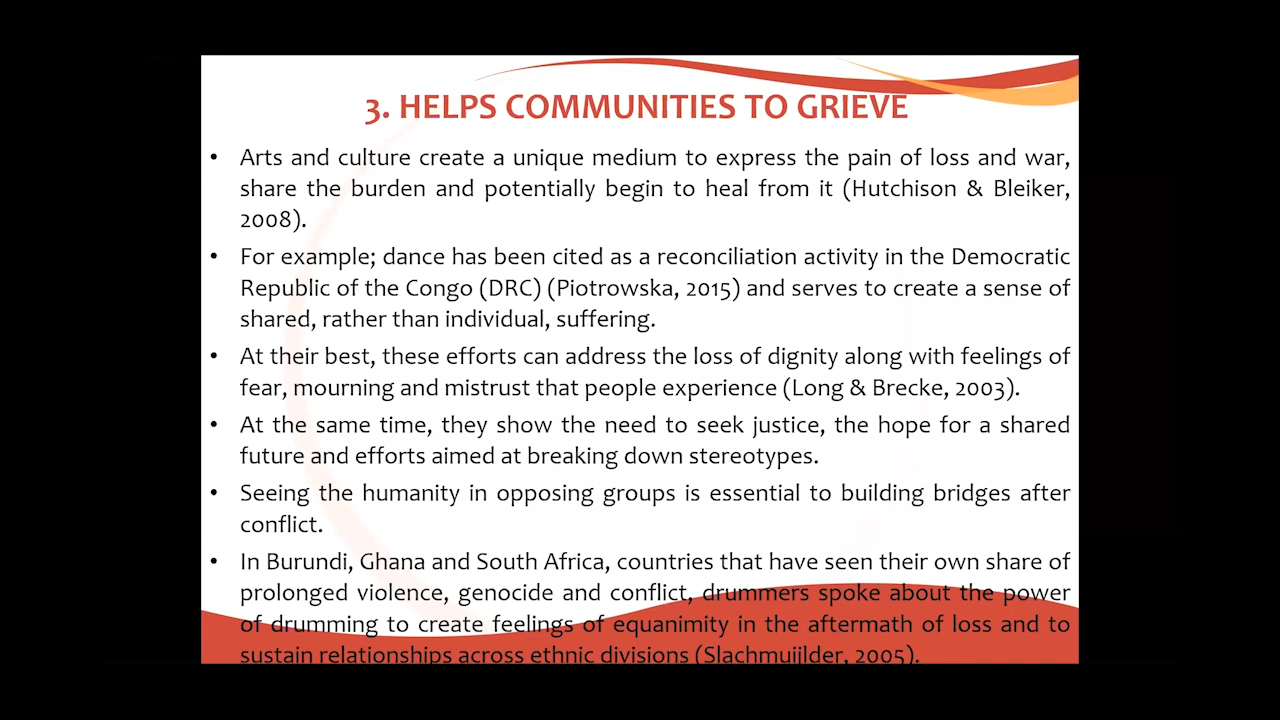 3. HELPS COMMUNITIES TO GRIEVE
• Arts and culture create a unique medium to express the pain of loss and war,
share the burden and potentially begin to heal from it (Hutchison & Bleiker,
2008).
• For example; dance has been cited as a reconciliation activity in the Democratic
Republic of the Congo (DRC) (Piotrowska, 2015) and serves to create a sense of
shared, rather than individual, suffering.
• At their best, these efforts can address the loss of dignity along with feelings of
fear, mourning and mistrust that people experience (Long & Brecke, 2003).
• At the same time, they show the need to seek justice, the hope for a shared
future and efforts aimed at breaking down stereotypes.
• Seeing the humanity in opposing groups is essential to building bridges after
conflict.
• In Burundi, Ghana and South Africa, countries that have seen their own share of
prolonged violence, genocide and conflict, drummers spoke about the power
of drumming to create feelings of equanimity in the aftermath of loss and to
sustain relationships across ethnic divisions (Slachmuijlder, 2005).